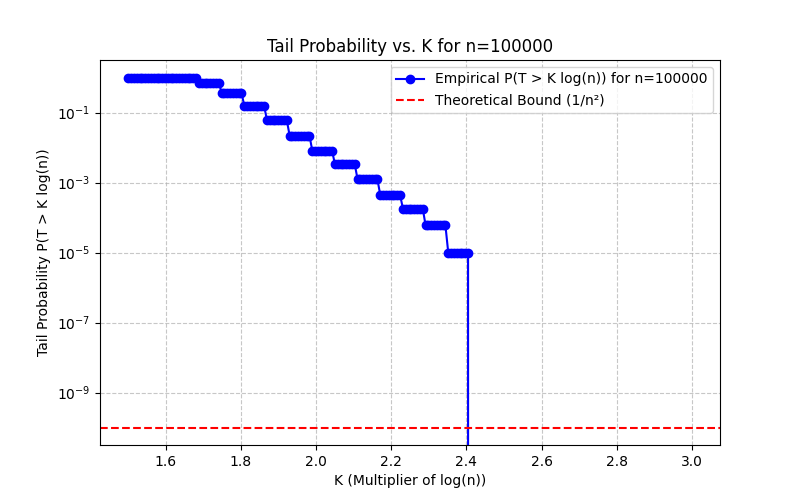 Tail Probability vs. K for n=100000
Empirical P(T > K log(n)) for n=100000
Theoretical Bound (1/n²)
Tail Probability P(T > K log(n))
10⁻¹
10⁻³
10⁻⁵
10⁻⁷
10⁻⁹
1.6 1.8 2.0 2.2 2.4 2.6 2.8 3.0
K (Multiplier of log(n))